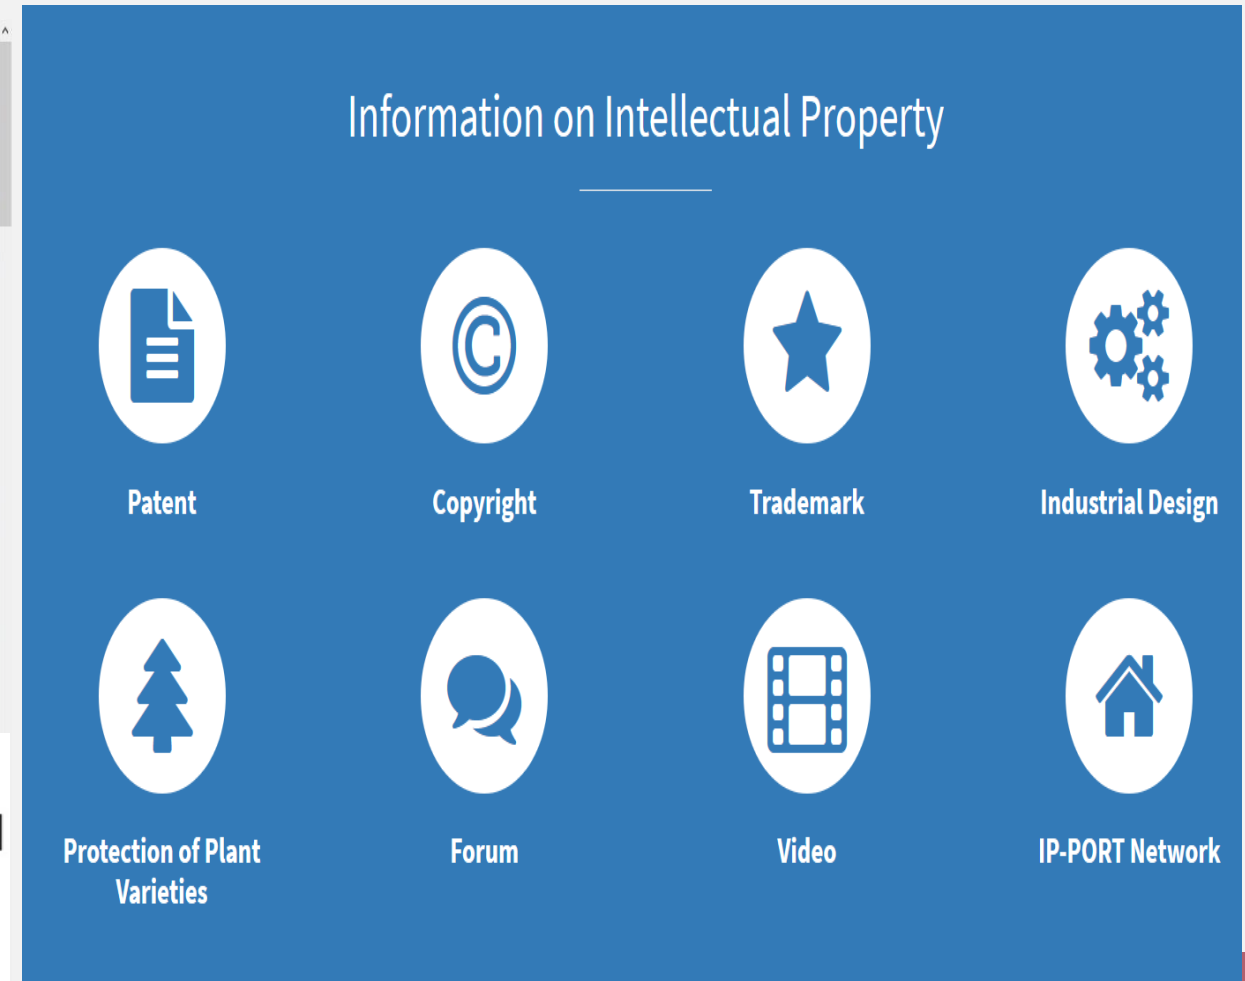 Information on Intellectual Property
©
Patent
Copyright
Trademark
Industrial Design
Protection of Plant
Varieties
Forum
Video
IP-PORT Network